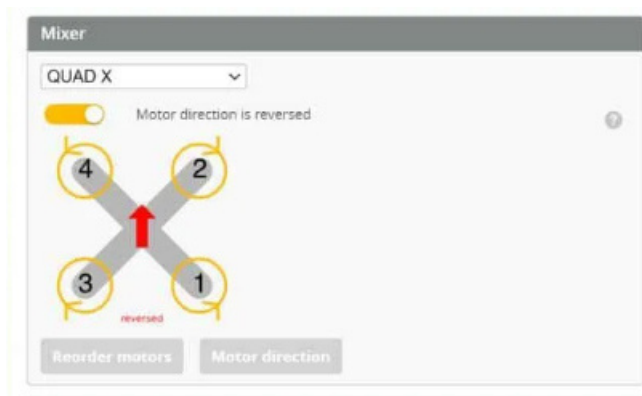 Mixer
QUAD X
Motor direction is reversed
?
4 2
3 1
reversed
Reorder motors Motor direction